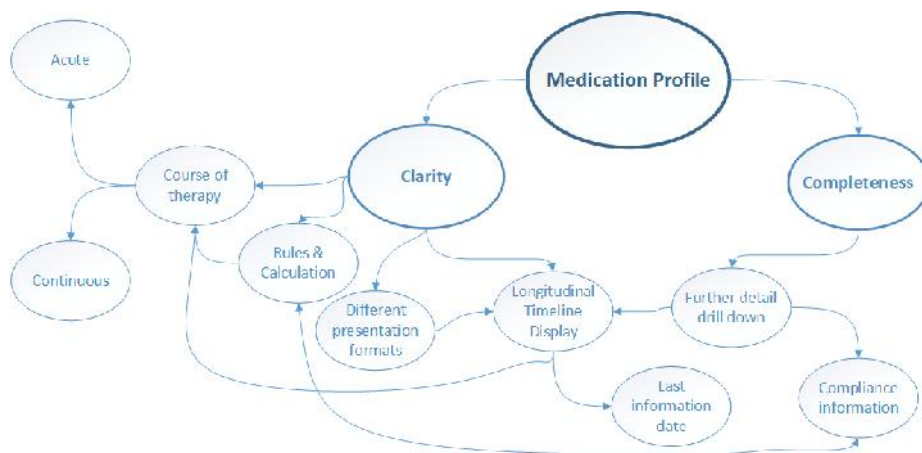 Acute
Medication Profile
Course of
therapy
Clarity
Completeness
Continuous
Rules &
Calculation
Different
presentation
formats
Longitudinal
Timeline
Display
Further detail
drill down
Last
information
date
Compliance
information